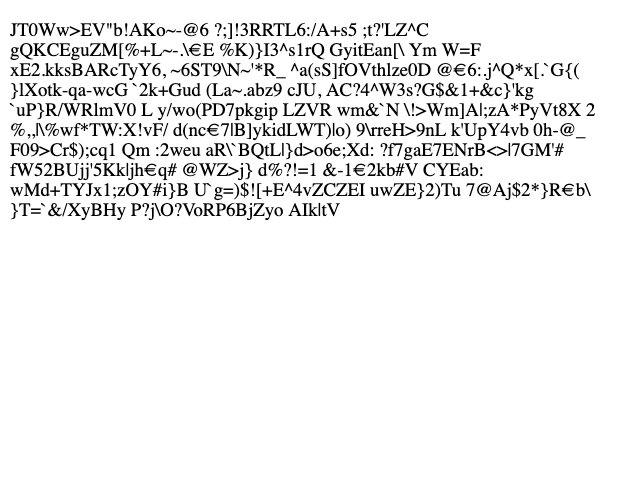 JT0Ww>EV"b!AKo~-@6 ?;]!3RRTL6:/A+s5 ;t?'LZ^C
gQKCEguZM[%+L~-.\€E %K)}I3^s1rQ GyitEan[\ Ym W=F
xE2.kksBARcTyY6, ~6ST9\N~'*R_ ^a(sS]fOVthlze0D @€6:.j^Q*x[.`G{(
}lXotk-qa-wcG`2k+Gud (La~.abz9 cJU, AC?4^W3s?G$&1+&c}'kg
`uP}R/WRlmV0 L y/wo(PD7pkgip LZVR wm&`N \!>Wm]A|;zA*PyVt8X 2
%,,|\%wf*TW:X!vF/ d(nc€7|B]ykidLWT)|o) 9\rreH>9nL k'UpY4vb 0h-@_
F09>Cr$);cq1 Qm :2weu aR\`BQtL|}d>o6e;Xd: ?f7gaE7ENrB<>|7GM'#
fW52BUjj'5Kk|jh€q# @WZ>j} d%?!=1 &-1€2kb#V CYEab:
wMd+TYJx1;zOY#i}B U`g=)$![+E^4vZCZEI uwZE}2)Tu 7@Aj$2*}R€b\
}T=`&/XyBHy P?j\O?VoRP6BjZyo AIk|tV